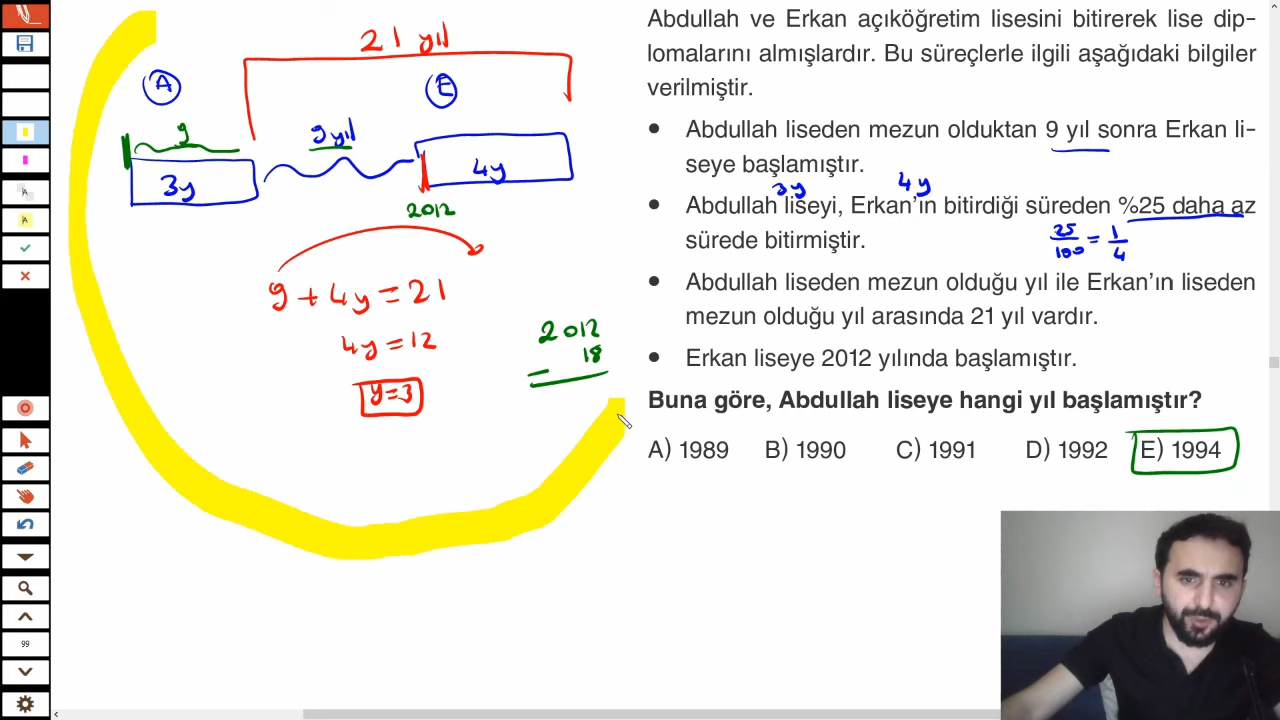 21 yıl
A
E
9
9 yıl
3y
4y
2012
9 + 4y = 21
4y = 12
y = 3
2012
18
Abdullah ve Erkan açıköğretim lisesini bitirerek lise dip-
lomalarını almışlardır. Bu süreçlerle ilgili aşağıdaki bilgiler
verilmiştir.
• Abdullah liseden mezun olduktan 9 yıl sonra Erkan li-
seye başlamıştır.
3y 4y
• Abdullah liseyi, Erkan'ın bitirdiği süreden %25 daha az
sürede bitirmiştir.
25/100 = 1/4
• Abdullah liseden mezun olduğu yıl ile Erkan'ın liseden
mezun olduğu yıl arasında 21 yıl vardır.
• Erkan liseye 2012 yılında başlamıştır.
Buna göre, Abdullah liseye hangi yıl başlamıştır?
A) 1989 B) 1990 C) 1991 D) 1992 E) 1994
99